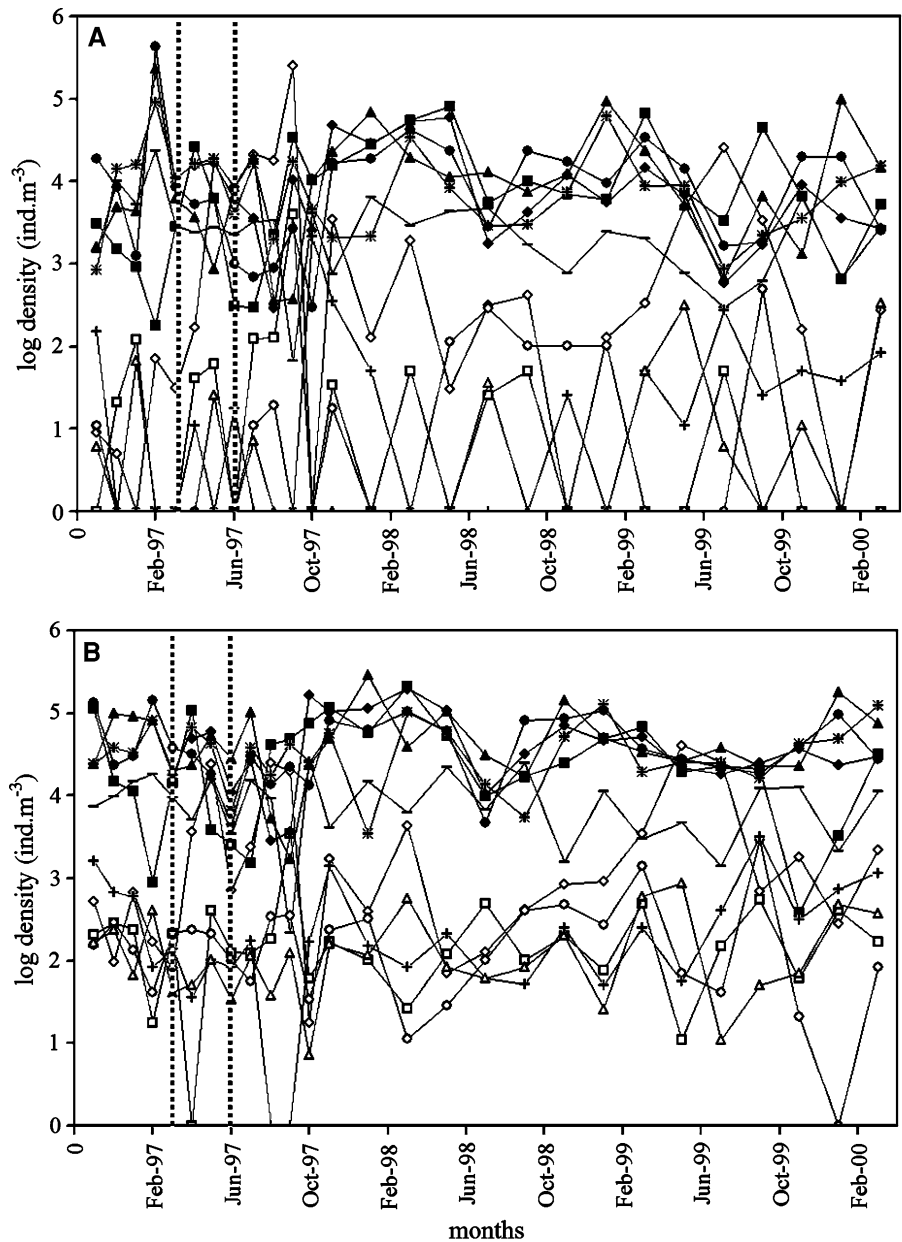 A
log density (ind.m-3)
6
5
4
3
2
1
0
0
Feb-97
Jun-97
Oct-97
Feb-98
Jun-98
Oct-98
Feb-99
Jun-99
Oct-99
Feb-00
B
log density (ind.m-3)
6
5
4
3
2
1
0
0
Feb-97
Jun-97
Oct-97
Feb-98
Jun-98
Oct-98
Feb-99
Jun-99
Oct-99
Feb-00
months